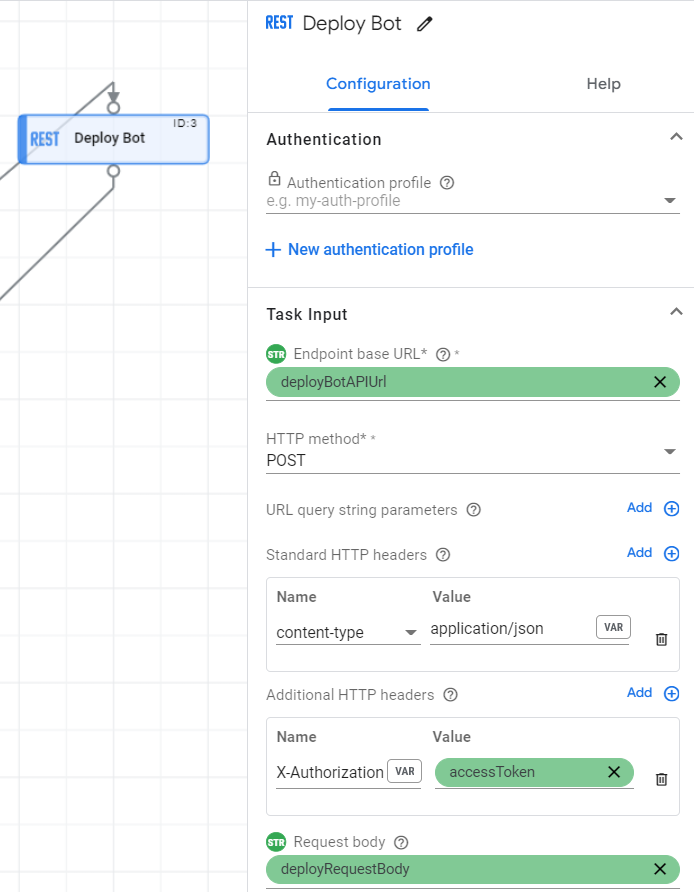 REST Deploy Bot
Configuration
Help
ID:3
REST Deploy Bot
Authentication
Authentication profile
e.g. my-auth-profile
+ New authentication profile
Task Input
STR Endpoint base URL* *
deployBotAPIUrl
HTTP method* *
POST
URL query string parameters Add
Standard HTTP headers Add
Name Value
content-type application/json VAR
Additional HTTP headers Add
Name Value
X-Authorization VAR accessToken
STR Request body
deployRequestBody